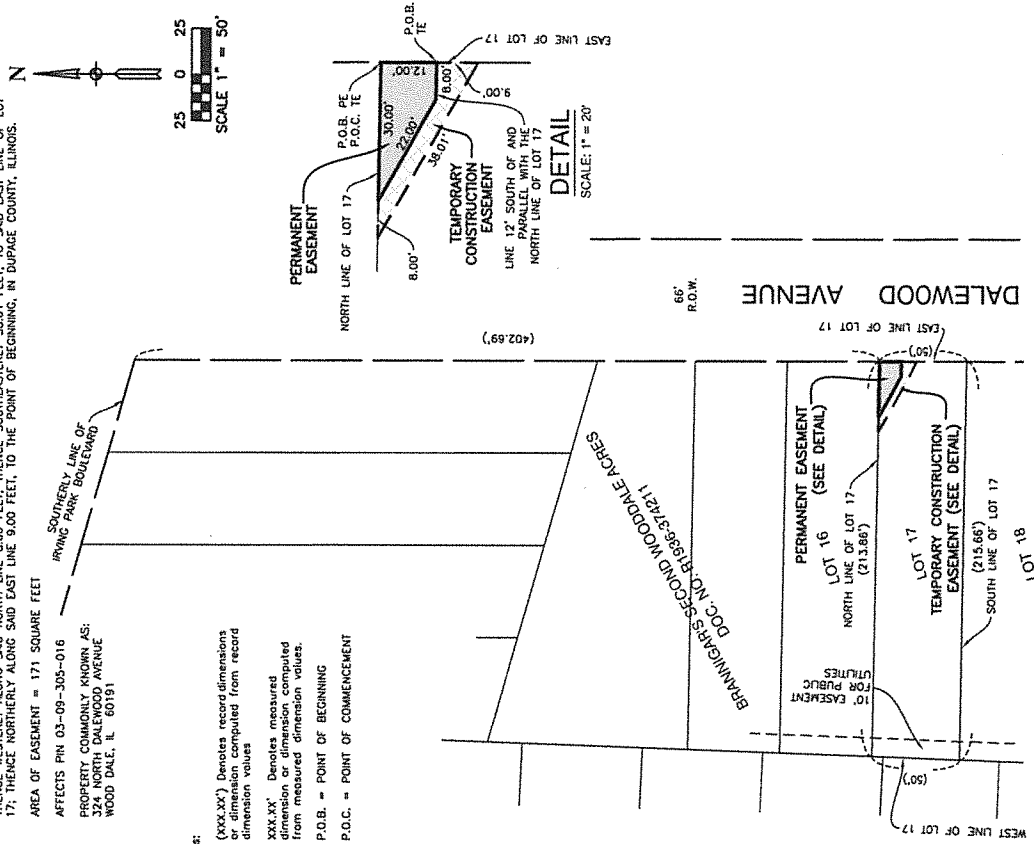 17; THENCE NORTHERLY ALONG SAID EAST LINE 9.00 FEET, TO THE POINT OF BEGINNING, IN DUPAGE COUNTY, ILLINOIS.
AREA OF EASEMENT = 171 SQUARE FEET
AFFECTS PIN 03-09-305-016
PROPERTY COMMONLY KNOWN AS:
324 NORTH DALEWOOD AVENUE
WOOD DALE, IL 60191
(XXX.XX') Denotes record dimensions
or dimension computed from record
dimension values
XXX.XX' Denotes measured
dimension or dimension computed
from measured dimension values.
P.O.B. = POINT OF BEGINNING
P.O.C. = POINT OF COMMENCEMENT
N
25 0 25
SCALE 1" = 50'
P.O.B. PE
P.O.C. TE
P.O.B.
TE
PERMANENT
EASEMENT
NORTH LINE OF LOT 17
30.00'
12.00'
22.00'
8.00'
38.01'
9.00'
8.00'
EAST LINE OF LOT 17
TEMPORARY
CONSTRUCTION
EASEMENT
LINE 12' SOUTH OF AND
PARALLEL WITH THE
NORTH LINE OF LOT 17
DETAIL
SCALE: 1" = 20'
SOUTHERLY LINE OF
IRVING PARK BOULEVARD
(402.69')
66'
R.O.W.
DALEWOOD AVENUE
BRANNIGAR'S SECOND WOODDALE ACRES
DOC. NO. R1936-374211
PERMANENT EASEMENT
(SEE DETAIL)
LOT 16
NORTH LINE OF LOT 17
(213.86')
EAST LINE OF LOT 17
(50')
10' EASEMENT
FOR PUBLIC
UTILITIES
LOT 17
TEMPORARY CONSTRUCTION
EASEMENT (SEE DETAIL)
(215.66')
SOUTH LINE OF LOT 17
(50')
WEST LINE OF LOT 17
LOT 18